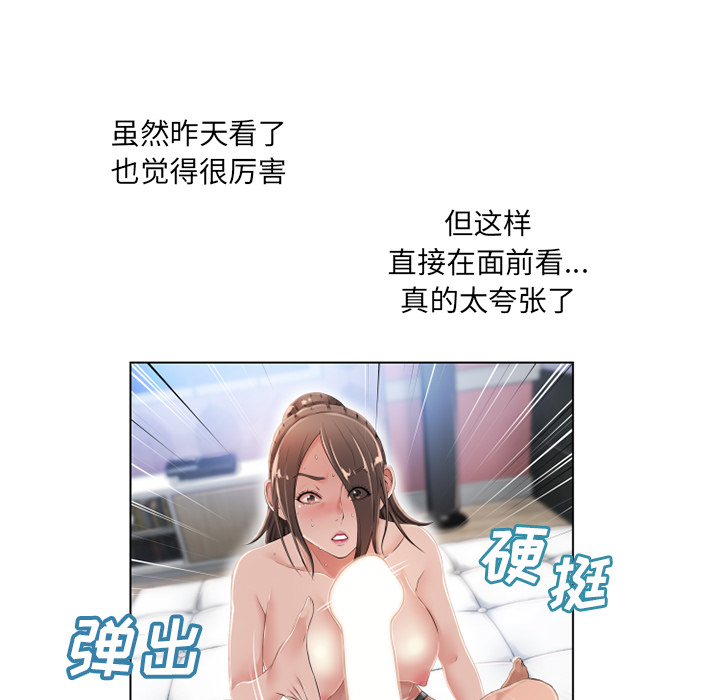 虽然昨天看了
也觉得很厉害
但这样
直接在面前看…
真的太夸张了
硬挺
弹出